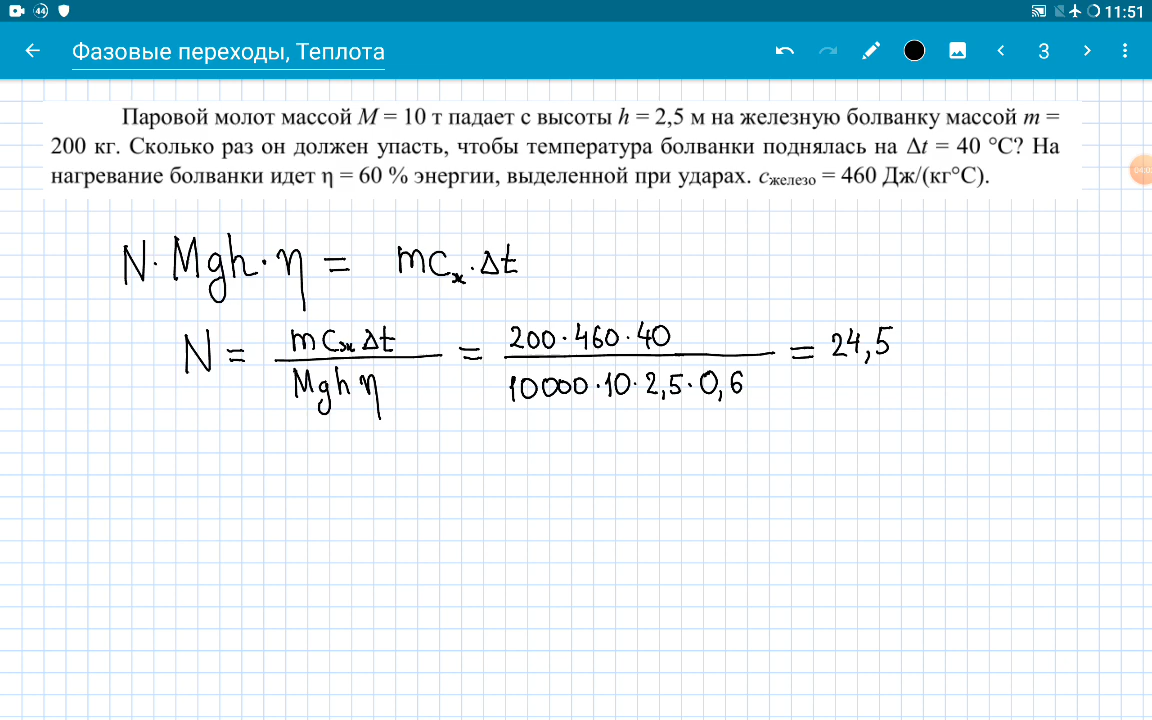 44 11:51
Фазовые переходы, Теплота 3
Паровой молот массой M = 10 т падает с высоты h = 2,5 м на железную болванку массой m =
200 кг. Сколько раз он должен упасть, чтобы температура болванки поднялась на Δt = 40 °C? На
нагревание болванки идет η = 60 % энергии, выделенной при ударах. cжелезо = 460 Дж/(кг°C).
N · Mgh · η = mcж · Δt
N = mcжΔt / Mghη = 200 · 460 · 40 / 10000 · 10 · 2,5 · 0,6 = 24,5